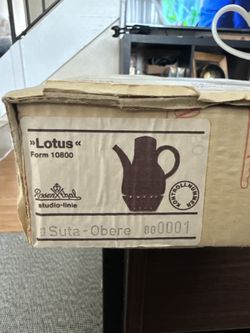 »Lotus«
Form 10800
Rosenthal
studio-linie
KONTROLLNUMMER
Suta-Obere 800001